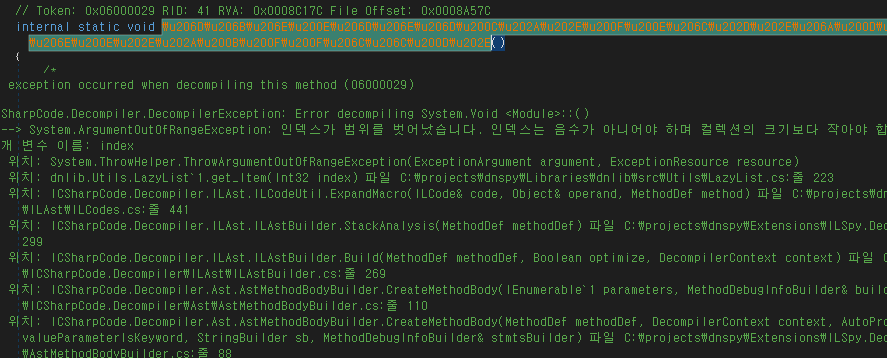 // Token: 0x06000029 RID: 41 RVA: 0x0008C17C File Offset: 0x0008A57C
internal static void ₩u206D₩u206B₩u206E₩u200E₩u200E₩u206D₩u206E₩u206D₩u200C₩u202A₩u202E₩u200F₩u200E₩u206C₩u202D₩u202E₩u206A₩u200D₩u
₩u206E₩u200E₩u202E₩u202A₩u200B₩u200F₩u200F₩u206C₩u206C₩u200D₩u202E()
{
/*
exception occurred when decompiling this method (06000029)
SharpCode.Decompiler.DecompilerException: Error decompiling System.Void <Module>::()
--> System.ArgumentOutOfRangeException: 인덱스가 범위를 벗어났습니다. 인덱스는 음수가 아니어야 하며 컬렉션의 크기보다 작아야 합
개 변수 이름: index
위치: System.ThrowHelper.ThrowArgumentOutOfRangeException(ExceptionArgument argument, ExceptionResource resource)
위치: dnlib.Utils.LazyList`1.get_Item(Int32 index) 파일 C:₩projects₩dnspy₩Libraries₩dnlib₩src₩Utils₩LazyList.cs:줄 223
위치: ICSharpCode.Decompiler.ILAst.ILCodeUtil.ExpandMacro(ILCode& code, Object& operand, MethodDef method) 파일 C:₩projects₩dn
₩ILAst₩ILCodes.cs:줄 441
위치: ICSharpCode.Decompiler.ILAst.ILAstBuilder.StackAnalysis(MethodDef methodDef) 파일 C:₩projects₩dnspy₩Extensions₩ILSpy.Dec
299
위치: ICSharpCode.Decompiler.ILAst.ILAstBuilder.Build(MethodDef methodDef, Boolean optimize, DecompilerContext context) 파일
₩ICSharpCode.Decompiler₩ILAst₩ILAstBuilder.cs:줄 269
위치: ICSharpCode.Decompiler.Ast.AstMethodBodyBuilder.CreateMethodBody(IEnumerable`1 parameters, MethodDebugInfoBuilder& buil
₩ICSharpCode.Decompiler₩Ast₩AstMethodBodyBuilder.cs:줄 110
위치: ICSharpCode.Decompiler.Ast.AstMethodBodyBuilder.CreateMethodBody(MethodDef methodDef, DecompilerContext context, AutoPro
valueParameterIsKeyword, StringBuilder sb, MethodDebugInfoBuilder& stmtsBuilder) 파일 C:₩projects₩dnspy₩Extensions₩ILSpy.Dec
₩AstMethodBodyBuilder.cs:줄 88